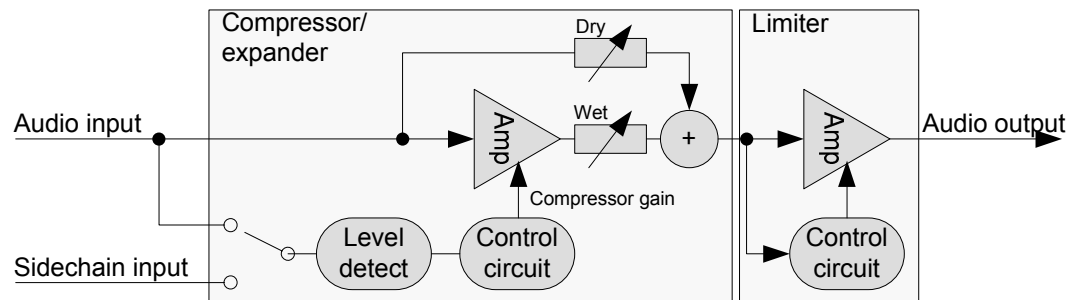 Compressor/
expander
Limiter
Dry
Audio input
Amp
Wet
+
Amp
Audio output
Compressor gain
Level
detect
Control
circuit
Control
circuit
Sidechain input